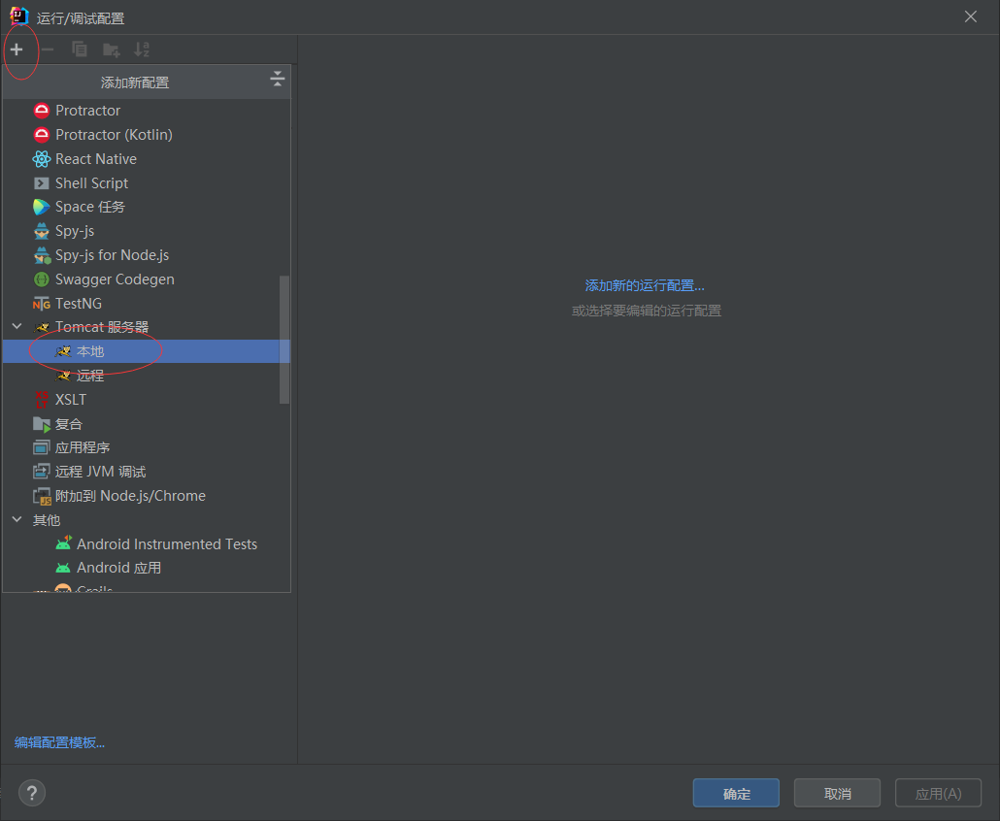 运行/调试配置
添加新配置
Protractor
Protractor (Kotlin)
React Native
Shell Script
Space 任务
Spy-js
Spy-js for Node.js
Swagger Codegen
TestNG
Tomcat 服务器
本地
远程
XSLT
复合
应用程序
远程 JVM 调试
附加到 Node.js/Chrome
其他
Android Instrumented Tests
Android 应用
添加新的运行配置...
或选择要编辑的运行配置
编辑配置模板...
?
确定
取消
应用(A)